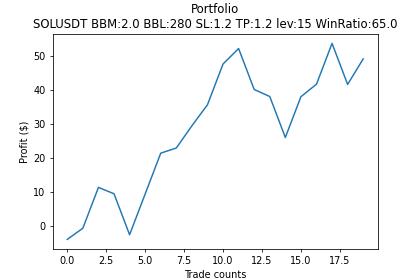 Portfolio
SOLUSDT BBM:2.0 BBL:280 SL:1.2 TP:1.2 lev:15 WinRatio:65.0
50
40
30
20
10
0
Profit ($)
0.0 2.5 5.0 7.5 10.0 12.5 15.0 17.5
Trade counts